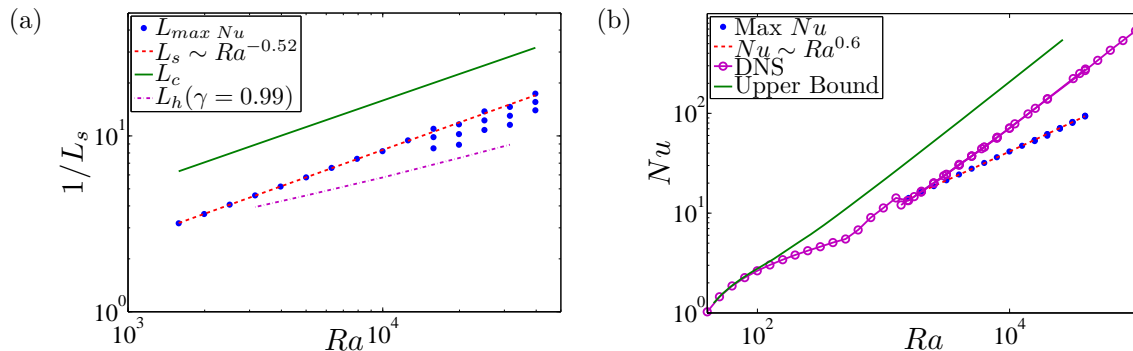 (a)
L_{max Nu}
L_s ∼ Ra^{-0.52}
L_c
L_h(γ = 0.99)
1/L_s
10^1
10^0
10^3
10^4
Ra
(b)
Max Nu
Nu ∼ Ra^{0.6}
DNS
Upper Bound
Nu
10^2
10^1
10^0
10^2
10^4
Ra